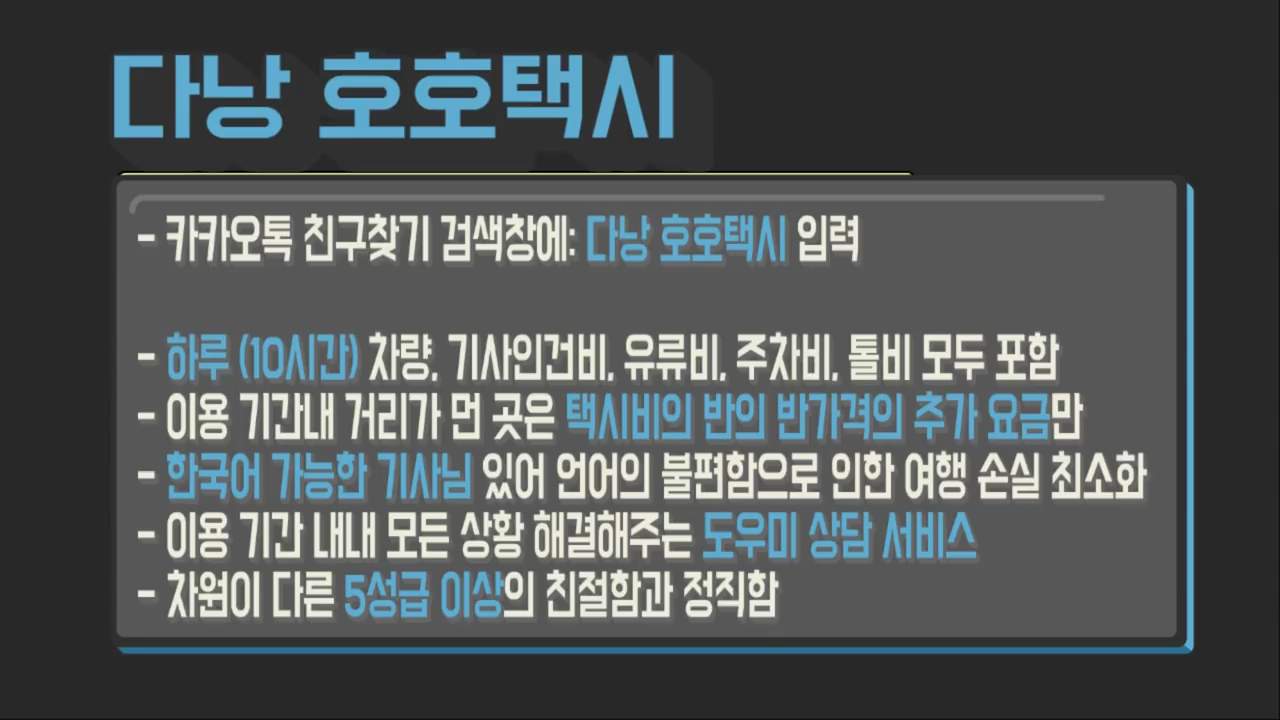 다낭 호호택시
- 카카오톡 친구찾기 검색창에: 다낭 호호택시 입력
- 하루 (10시간) 차량, 기사인건비, 유류비, 주차비, 톨비 모두 포함
- 이용 기간내 거리가 먼 곳은 택시비의 반의 반가격의 추가 요금만
- 한국어 가능한 기사님 있어 언어의 불편함으로 인한 여행 손실 최소화
- 이용 기간 내내 모든 상황 해결해주는 도우미 상담 서비스
- 차원이 다른 5성급 이상의 친절함과 정직함